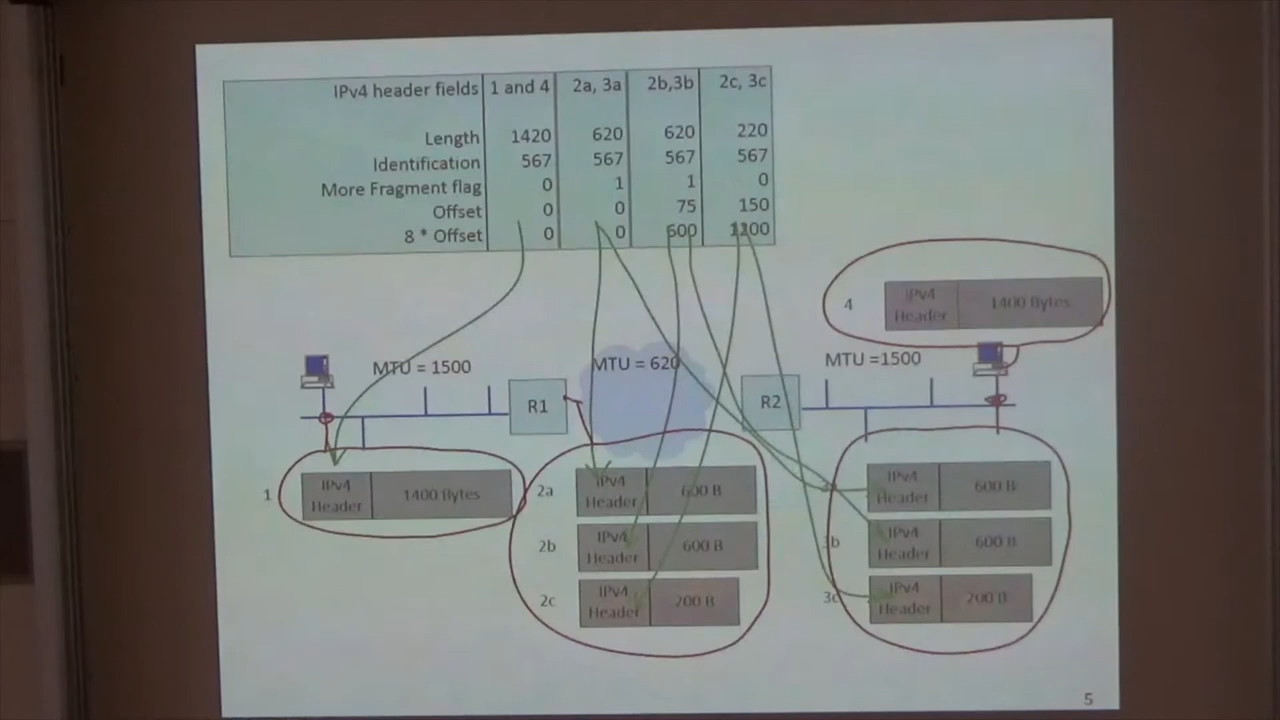 IPv4 header fields 1 and 4 2a, 3a 2b,3b 2c, 3c
Length 1420 620 620 220
Identification 567 567 567 567
More Fragment flag 0 1 1 0
Offset 0 0 75 150
8 * Offset 0 0 600 1200
4 IPv4 Header 1400 Bytes
MTU = 1500 MTU = 620 MTU =1500
R1 R2
1 IPv4 Header 1400 Bytes
2a IPv4 Header 600 B
IPv4 Header 600 B
2b IPv4 Header 600 B
3b IPv4 Header 600 B
2c IPv4 Header 200 B
3c IPv4 Header 200 B
5